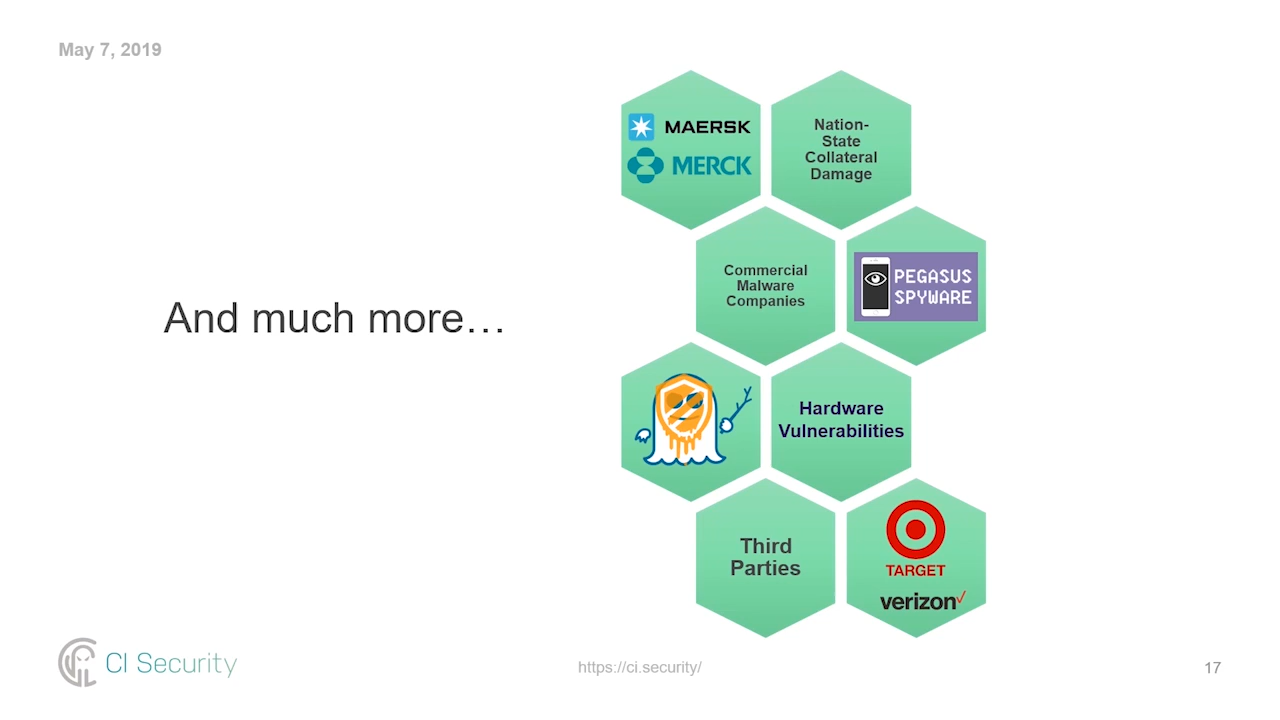 May 7, 2019
MAERSK
MERCK
Nation-
State
Collateral
Damage
Commercial
Malware
Companies
PEGASUS
SPYWARE
And much more…
Hardware
Vulnerabilities
Third
Parties
TARGET
verizon✓
CI Security
https://ci.security/
17